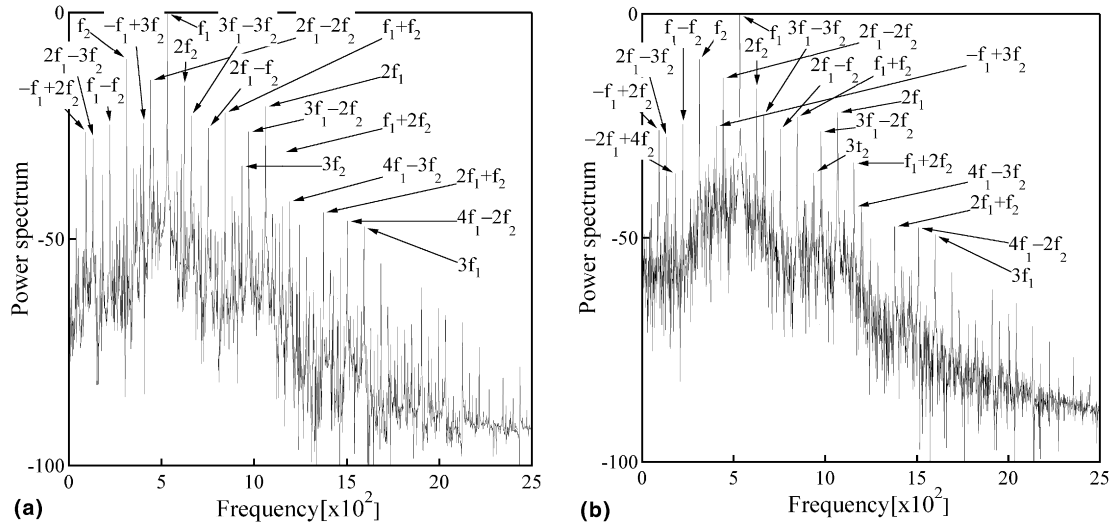 0
f₂
−f₁+3f₂
f₁
3f₁−3f₂
2f₁−2f₂
f₁+f₂
2f₁−3f₂
2f₂
−f₁+2f₂
f₁−f₂
2f₁−f₂
2f₁
3f₁−2f₂
f₁+2f₂
3f₂
4f₁−3f₂
2f₁+f₂
4f₁−2f₂
3f₁
-50
-100
Power spectrum
0 5 10 15 20 25
Frequency[x10²]
(a)
0
f₁−f₂
f₂
f₁
3f₁−3f₂
2f₁−2f₂
2f₁−3f₂
2f₂
2f₁−f₂
f₁+f₂
−f₁+3f₂
−f₁+2f₂
2f₁
−2f₁+4f₂
3f₁−2f₂
3f₂
f₁+2f₂
4f₁−3f₂
2f₁+f₂
4f₁−2f₂
3f₁
-50
-100
Power spectrum
0 5 10 15 20 25
Frequency[x10²]
(b)